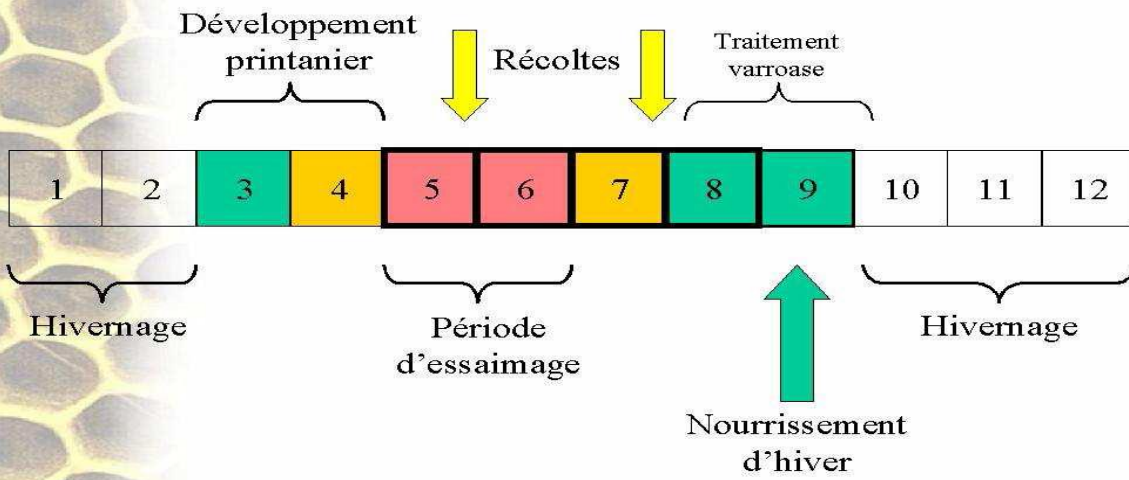 Développement
printanier
Récoltes
Traitement
varroase
1 2 3 4 5 6 7 8 9 10 11 12
Hivernage
Période
d'essaimage
Hivernage
Nourrissement
d'hiver